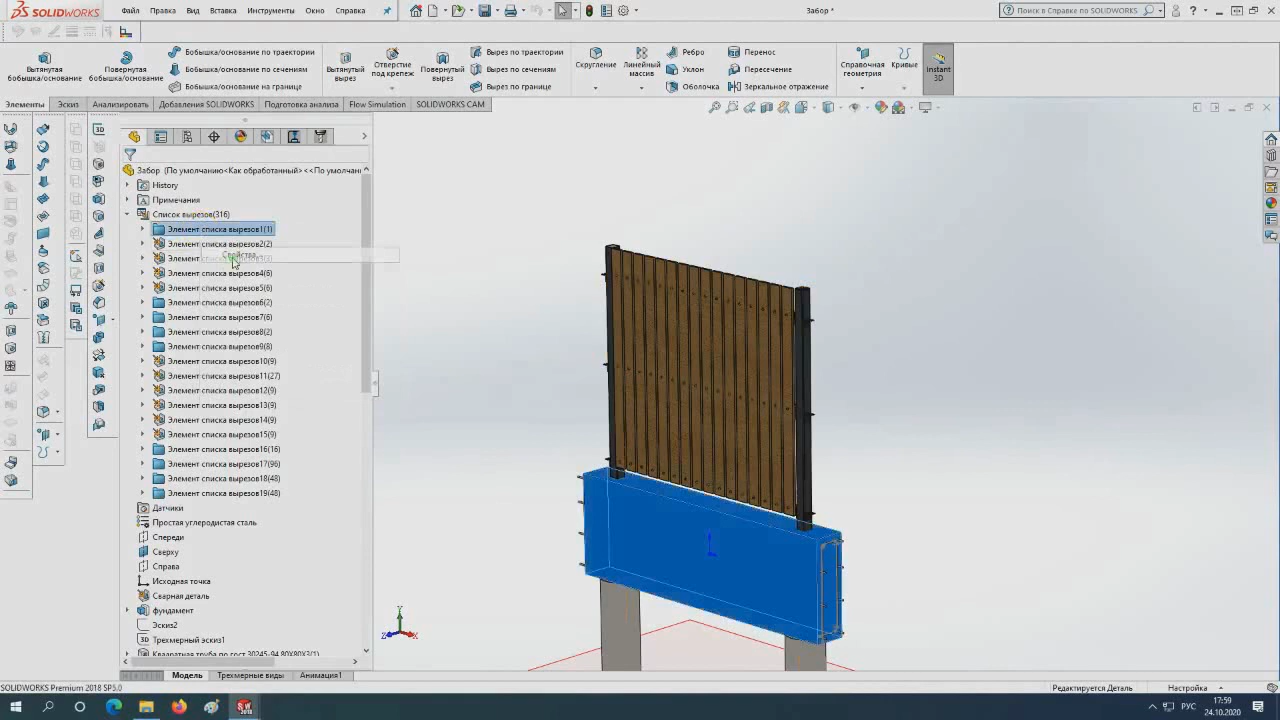 SOLIDWORKS
Файл Правка Вид Вставка Инструменты Окно Справка
Забор *
Поиск в Справке по SOLIDWORKS
Вытянутая бобышка/основание
Повернутая бобышка/основание
Бобышка/основание по траектории
Бобышка/основание по сечениям
Бобышка/основание на границе
Вытянутый вырез
Отверстие под крепеж
Повернутый вырез
Вырез по траектории
Вырез по сечениям
Вырез по границе
Скругление
Линейный массив
Ребро
Уклон
Оболочка
Перенос
Пересечение
Зеркальное отражение
Справочная геометрия
Кривые
Instant 3D
Элементы Эскиз Анализировать Добавления SOLIDWORKS Подготовка анализа Flow Simulation SOLIDWORKS CAM
Забор (По умолчанию<Как обработанный><<По умолчан
History
Примечания
Список вырезов(316)
Элемент списка вырезов1(1)
Элемент списка вырезов2(2)
Свойства...
Элемент
Элемент списка вырезов4(6)
Элемент списка вырезов5(6)
Элемент списка вырезов6(2)
Элемент списка вырезов7(6)
Элемент списка вырезов8(2)
Элемент списка вырезов9(8)
Элемент списка вырезов10(9)
Элемент списка вырезов11(27)
Элемент списка вырезов12(9)
Элемент списка вырезов13(9)
Элемент списка вырезов14(9)
Элемент списка вырезов15(9)
Элемент списка вырезов16(16)
Элемент списка вырезов17(96)
Элемент списка вырезов18(48)
Элемент списка вырезов19(48)
Датчики
Простая углеродистая сталь
Спереди
Сверху
Справа
Исходная точка
Сварная деталь
фундамент
Эскиз2
Трехмерный эскиз1
Квадратная труба по гост 30245-94 80X80X3(1)
Y
Z X
Модель Трехмерные виды Анимация1
SOLIDWORKS Premium 2018 SP5.0
Редактируется Деталь
Настройка
РУС
17:59
24.10.2020